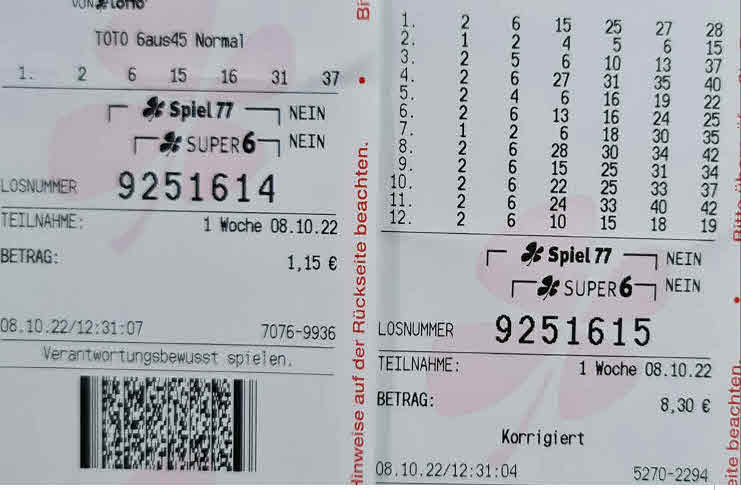 VON LOTTO
TOTO 6aus45 Normal
1. 2 6 15 16 31 37
Spiel 77 NEIN
SUPER 6 NEIN
LOSNUMMER 9251614
TEILNAHME: 1 Woche 08.10.22
BETRAG: 1,15 €
08.10.22/12:31:07 7076-9936
Verantwortungsbewusst spielen.
Hinweise auf der Rückseite beachten.
1. 2 6 15 25 27 28
2. 1 2 4 5 6 15
3. 2 5 6 10 13 37
4. 2 6 27 31 35 40
5. 2 4 6 16 19 22
6. 2 6 13 16 24 25
7. 1 2 6 18 30 35
8. 2 6 28 30 34 42
9. 2 6 15 25 31 34
10. 2 6 22 25 33 37
11. 2 6 24 33 40 42
12. 2 6 10 15 18 19
Spiel 77 NEIN
SUPER 6 NEIN
LOSNUMMER 9251615
TEILNAHME: 1 Woche 08.10.22
BETRAG: 8,30 €
Korrigiert
08.10.22/12:31:04 5270-2294
eite beachten.